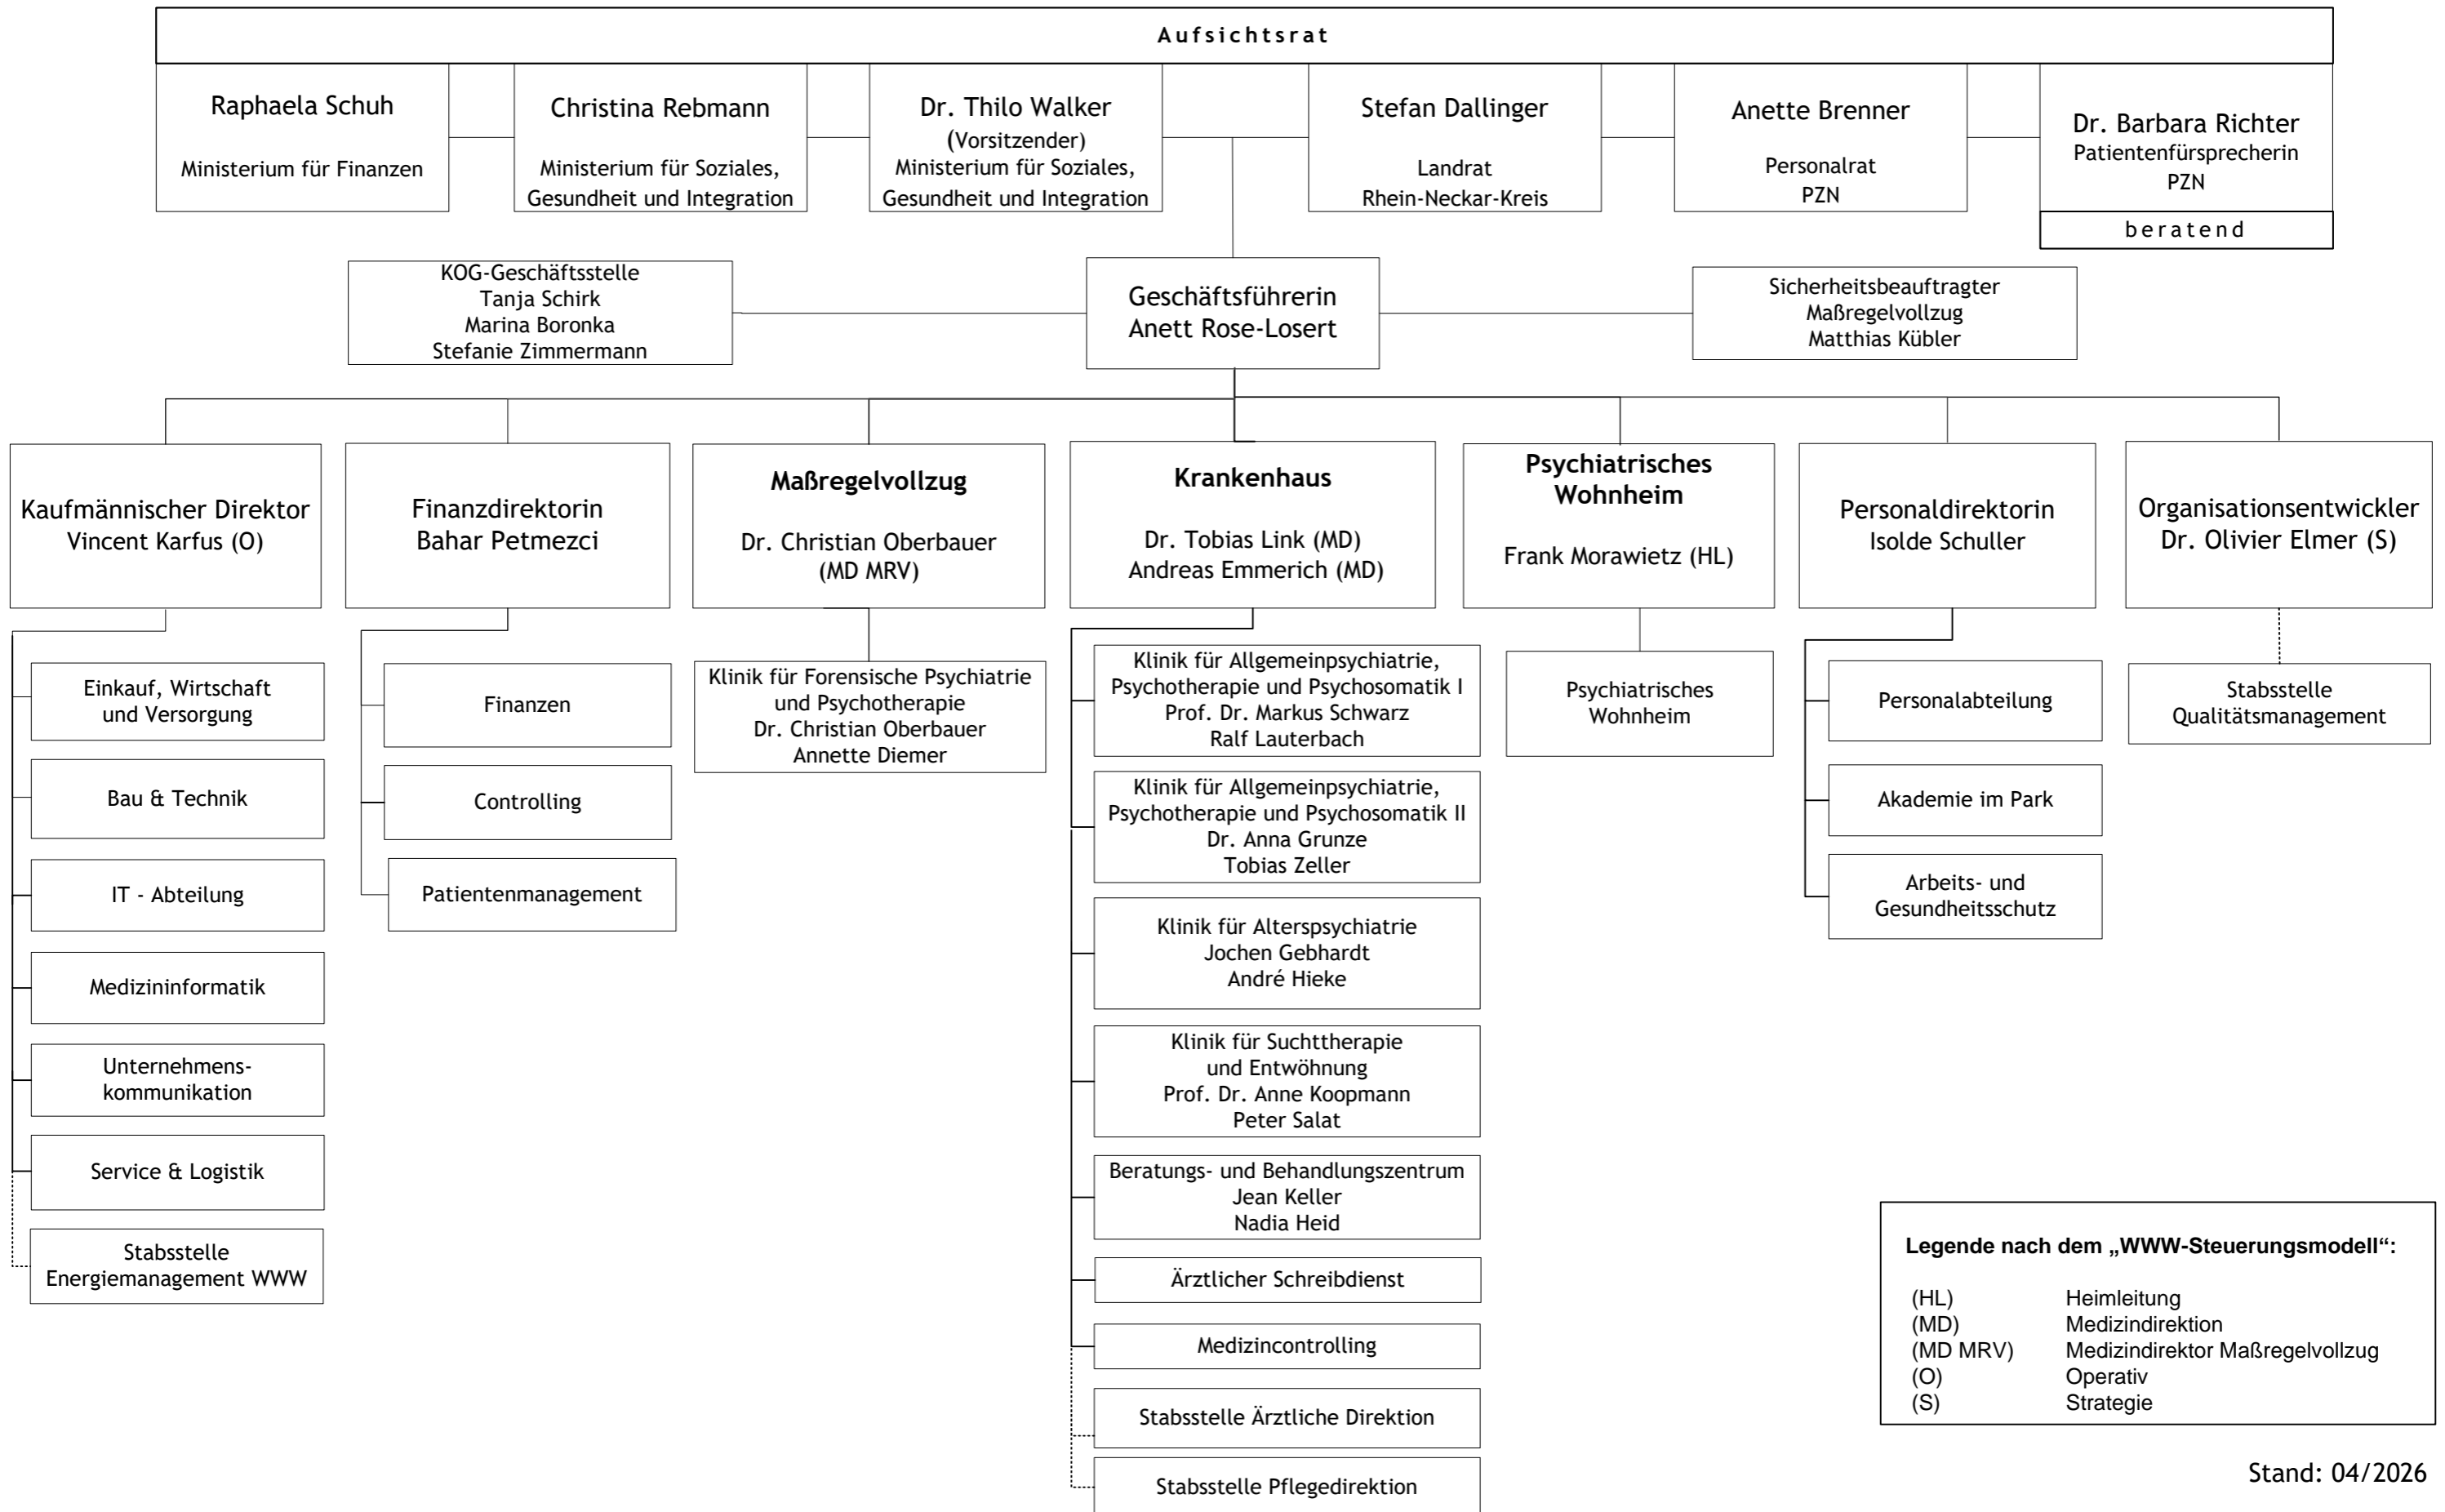 Aufsichtsrat
Raphaela Schuh
Ministerium für Finanzen
Christina Rebmann
Ministerium für Soziales,
Gesundheit und Integration
Dr. Thilo Walker
(Vorsitzender)
Ministerium für Soziales,
Gesundheit und Integration
Stefan Dallinger
Landrat
Rhein-Neckar-Kreis
Anette Brenner
Personalrat
PZN
Dr. Barbara Richter
Patientenfürsprecherin
PZN
beratend
KOG-Geschäftsstelle
Tanja Schirk
Marina Boronka
Stefanie Zimmermann
Geschäftsführerin
Anett Rose-Losert
Sicherheitsbeauftragter
Maßregelvollzug
Matthias Kübler
Kaufmännischer Direktor
Vincent Karfus (O)
Finanzdirektorin
Bahar Petmezci
Maßregelvollzug
Dr. Christian Oberbauer
(MD MRV)
Krankenhaus
Dr. Tobias Link (MD)
Andreas Emmerich (MD)
Psychiatrisches
Wohnheim
Frank Morawietz (HL)
Personaldirektorin
Isolde Schuller
Organisationsentwickler
Dr. Olivier Elmer (S)
Einkauf, Wirtschaft
und Versorgung
Bau & Technik
IT - Abteilung
Medizininformatik
Unternehmens-
kommunikation
Service & Logistik
Stabsstelle
Energiemanagement WWW
Finanzen
Controlling
Patientenmanagement
Klinik für Forensische Psychiatrie
und Psychotherapie
Dr. Christian Oberbauer
Annette Diemer
Klinik für Allgemeinpsychiatrie,
Psychotherapie und Psychosomatik I
Prof. Dr. Markus Schwarz
Ralf Lauterbach
Klinik für Allgemeinpsychiatrie,
Psychotherapie und Psychosomatik II
Dr. Anna Grunze
Tobias Zeller
Klinik für Alterspsychiatrie
Jochen Gebhardt
André Hieke
Klinik für Suchttherapie
und Entwöhnung
Prof. Dr. Anne Koopmann
Peter Salat
Beratungs- und Behandlungszentrum
Jean Keller
Nadia Heid
Ärztlicher Schreibdienst
Medizincontrolling
Stabsstelle Ärztliche Direktion
Stabsstelle Pflegedirektion
Psychiatrisches
Wohnheim
Personalabteilung
Akademie im Park
Arbeits- und
Gesundheitsschutz
Stabsstelle
Qualitätsmanagement
Legende nach dem „WWW-Steuerungsmodell“:
(HL) Heimleitung
(MD) Medizindirektion
(MD MRV) Medizindirektor Maßregelvollzug
(O) Operativ
(S) Strategie
Stand: 04/2026